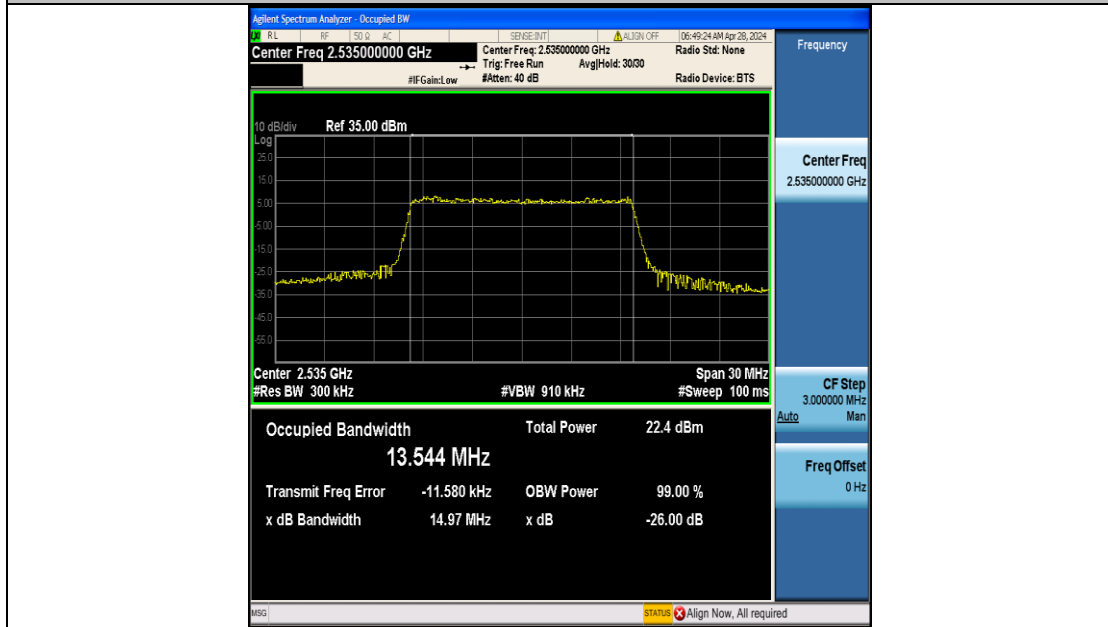 Agilent Spectrum Analyzer - Occupied BW
RL RF 50 Ω AC SENSE:INT ALIGN OFF 06:49:24 AM Apr 28, 2024
Center Freq 2.535000000 GHz
Center Freq: 2.535000000 GHz Radio Std: None
Trig: Free Run Avg|Hold: 30/30
#IFGain:Low #Atten: 40 dB Radio Device: BTS
10 dB/div Ref 35.00 dBm
Log
25.0
15.0
5.00
-5.00
-15.0
-25.0
-35.0
-45.0
-55.0
Center 2.535 GHz Span 30 MHz
#Res BW 300 kHz #VBW 910 kHz #Sweep 100 ms
Occupied Bandwidth Total Power 22.4 dBm
13.544 MHz
Transmit Freq Error -11.580 kHz OBW Power 99.00 %
x dB Bandwidth 14.97 MHz x dB -26.00 dB
Frequency
Center Freq
2.535000000 GHz
CF Step
3.000000 MHz
Auto Man
Freq Offset
0 Hz
MSG STATUS Align Now, All required